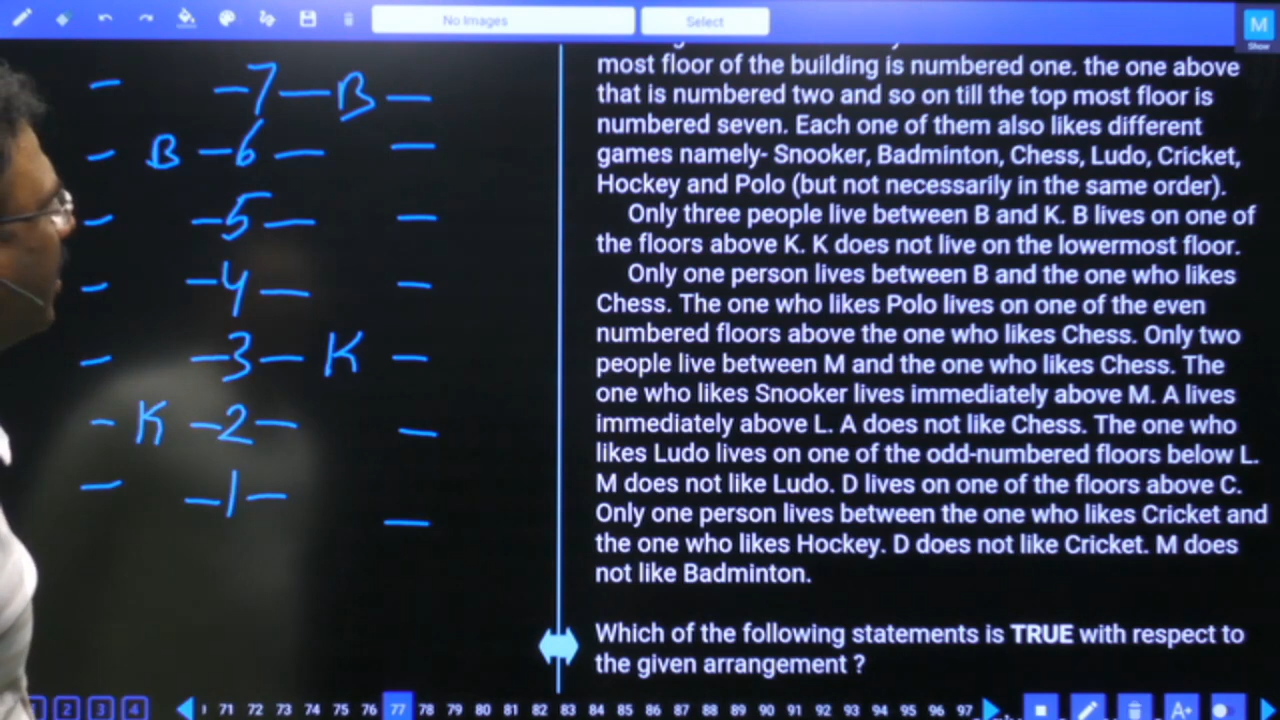 No Images
Select
M
Show
- -7- B -
- B -6- -
- -5- -
- -4- -
- -3- K -
- K -2- -
- -1- -
most floor of the building is numbered one. the one above
that is numbered two and so on till the top most floor is
numbered seven. Each one of them also likes different
games namely- Snooker, Badminton, Chess, Ludo, Cricket,
Hockey and Polo (but not necessarily in the same order).
Only three people live between B and K. B lives on one of
the floors above K. K does not live on the lowermost floor.
Only one person lives between B and the one who likes
Chess. The one who likes Polo lives on one of the even
numbered floors above the one who likes Chess. Only two
people live between M and the one who likes Chess. The
one who likes Snooker lives immediately above M. A lives
immediately above L. A does not like Chess. The one who
likes Ludo lives on one of the odd-numbered floors below L.
M does not like Ludo. D lives on one of the floors above C.
Only one person lives between the one who likes Cricket and
the one who likes Hockey. D does not like Cricket. M does
not like Badminton.
Which of the following statements is TRUE with respect to
the given arrangement ?
1 2 3 4
71 72 73 74 75 76 77 78 79 80 81 82 83 84 85 86 87 88 89 90 91 92 93 94 95 96 97
A+